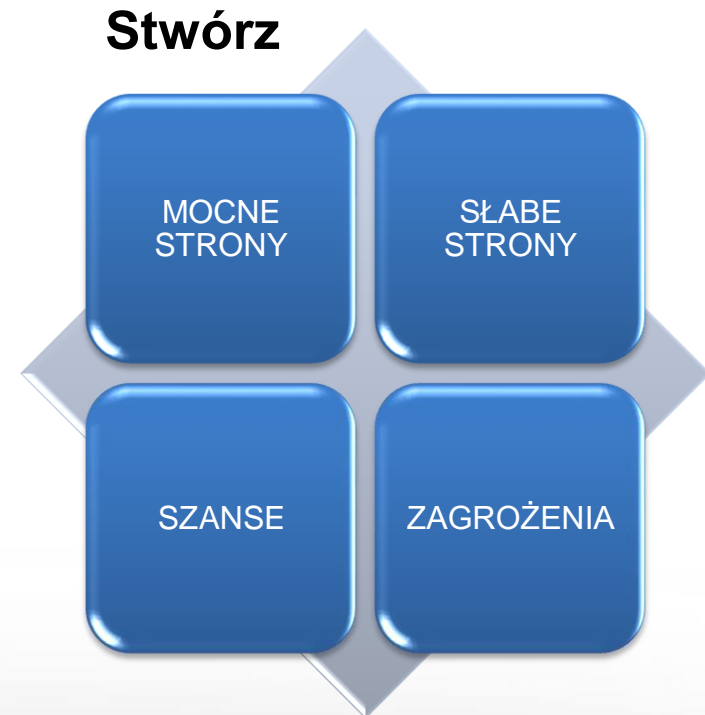 Stwórz
MOCNE
STRONY
SŁABE
STRONY
SZANSE
ZAGROŻENIA